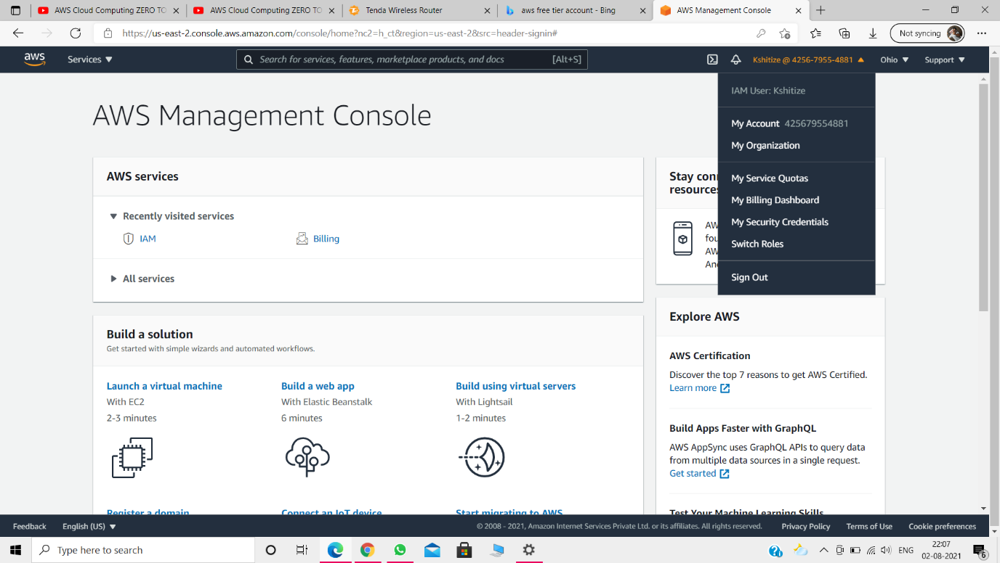 AWS Cloud Computing ZERO TO
AWS Cloud Computing ZERO TO
Tenda Wireless Router
aws free tier account - Bing
AWS Management Console
https://us-east-2.console.aws.amazon.com/console/home?nc2=h_ct&region=us-east-2&src=header-signin#
Not syncing
aws
Services
Search for services, features, marketplace products, and docs
[Alt+S]
Kshitize @ 4256-7955-4881
Ohio
Support
IAM User: Kshitize
My Account 425679554881
My Organization
My Service Quotas
My Billing Dashboard
My Security Credentials
Switch Roles
Sign Out
AWS Management Console
AWS services
Recently visited services
IAM
Billing
All services
Stay con
resources
AW
fou
AW
An
Build a solution
Get started with simple wizards and automated workflows.
Launch a virtual machine
With EC2
2-3 minutes
Build a web app
With Elastic Beanstalk
6 minutes
Build using virtual servers
With Lightsail
1-2 minutes
Register a domain
Connect an IoT device
Start migrating to AWS
Explore AWS
AWS Certification
Discover the top 7 reasons to get AWS Certified.
Learn more
Build Apps Faster with GraphQL
AWS AppSync uses GraphQL APIs to query data
from multiple data sources in a single request.
Get started
Test Your Machine Learning Skills
Feedback
English (US)
© 2008 - 2021, Amazon Internet Services Private Ltd. or its affiliates. All rights reserved.
Privacy Policy
Terms of Use
Cookie preferences
Type here to search
ENG
22:07
02-08-2021
6